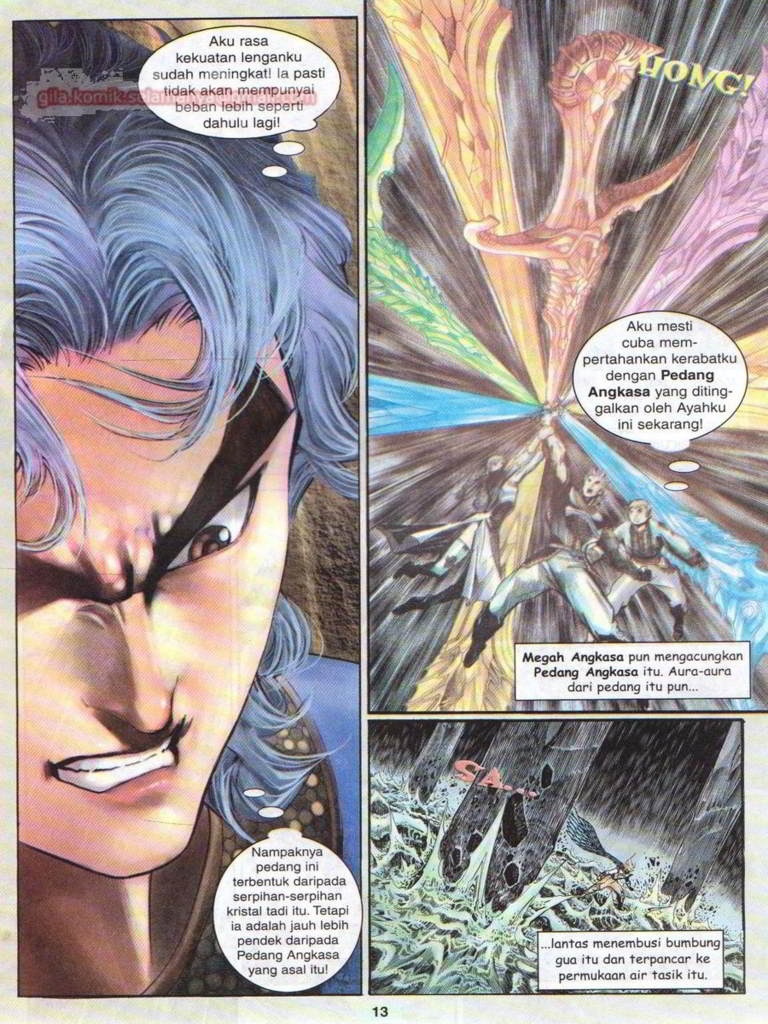 Aku rasa
kekuatan lenganku
sudah meningkat! Ia pasti
tidak akan mempunyai
beban lebih seperti
dahulu lagi!
Nampaknya
pedang ini
terbentuk daripada
serpihan-serpihan
kristal tadi itu. Tetapi
ia adalah jauh lebih
pendek daripada
Pedang Angkasa
yang asal itu!
HONG!
Aku mesti
cuba mem-
pertahankan kerabatku
dengan Pedang
Angkasa yang diting-
galkan oleh Ayahku
ini sekarang!
Megah Angkasa pun mengacungkan
Pedang Angkasa itu. Aura-aura
dari pedang itu pun...
SA...
...lantas menembusi bumbung
gua itu dan terpancar ke
permukaan air tasik itu.
13